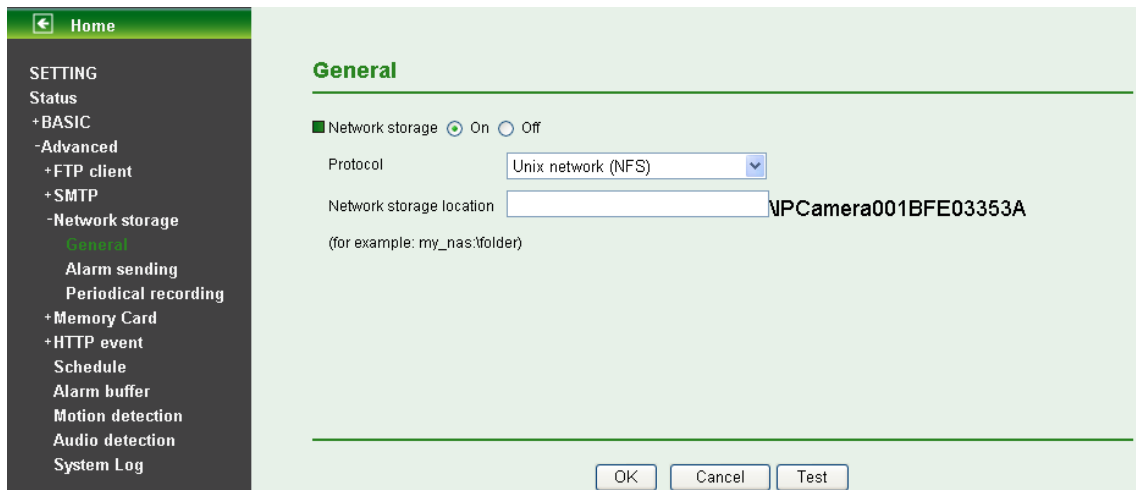 Home
SETTING
Status
+BASIC
-Advanced
+FTP client
+SMTP
-Network storage
General
Alarm sending
Periodical recording
+Memory Card
+HTTP event
Schedule
Alarm buffer
Motion detection
Audio detection
System Log
General
Network storage On Off
Protocol Unix network (NFS)
Network storage location \IPCamera001BFE03353A
(for example: my_nas:\folder)
OK Cancel Test